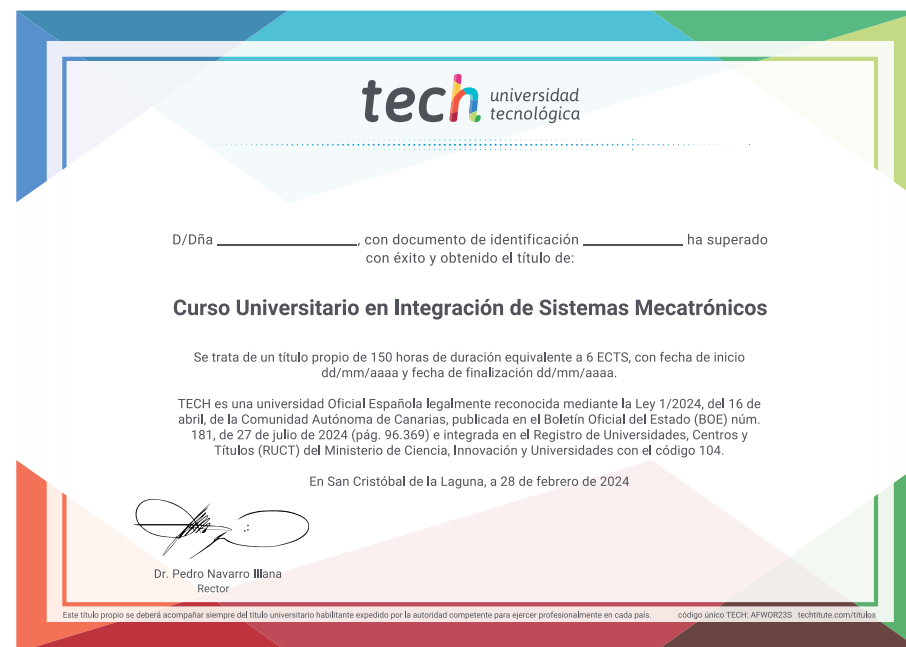 tech universidad
tecnológica
D/Dña ______________, con documento de identificación ____________ ha superado
con éxito y obtenido el título de:
Curso Universitario en Integración de Sistemas Mecatrónicos
Se trata de un título propio de 150 horas de duración equivalente a 6 ECTS, con fecha de inicio
dd/mm/aaaa y fecha de finalización dd/mm/aaaa.
TECH es una universidad Oficial Española legalmente reconocida mediante la Ley 1/2024, del 16 de
abril, de la Comunidad Autónoma de Canarias, publicada en el Boletín Oficial del Estado (BOE) núm.
181, de 27 de julio de 2024 (pág. 96.369) e integrada en el Registro de Universidades, Centros y
Títulos (RUCT) del Ministerio de Ciencia, Innovación y Universidades con el código 104.
En San Cristóbal de la Laguna, a 28 de febrero de 2024
Dr. Pedro Navarro Illana
Rector
Este título propio se deberá acompañar siempre del título universitario habilitante expedido por la autoridad competente para ejercer profesionalmente en cada país. código único TECH: AFWOR23S techtitute.com/titulos